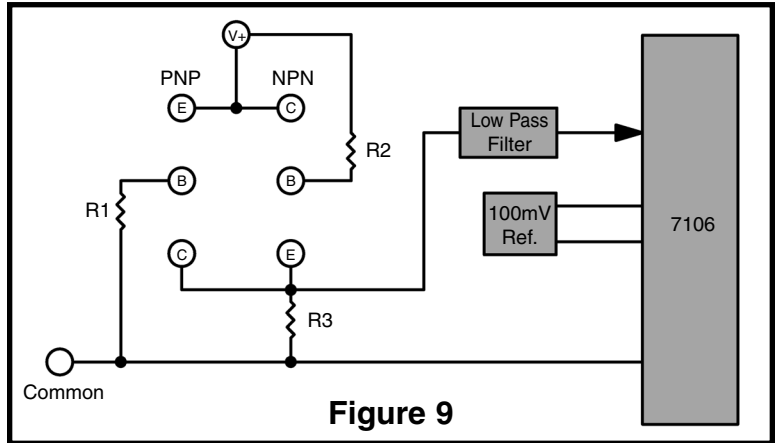 V+
PNP NPN
E C
Low Pass
Filter
R2
B B
R1
100mV
Ref.
7106
C E
R3
Common
Figure 9